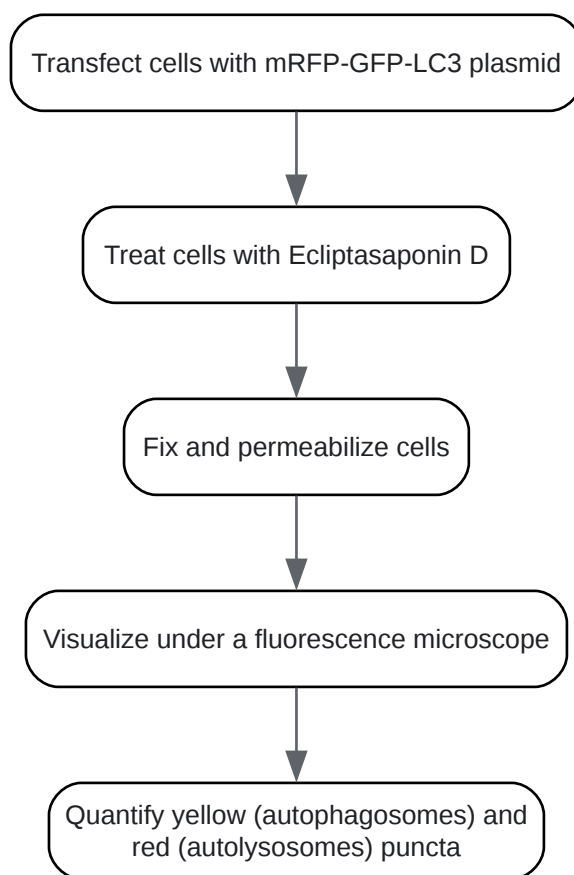 Transfect cells with mRFP-GFP-LC3 plasmid
Treat cells with Ecliptasaponin D
Fix and permeabilize cells
Visualize under a fluorescence microscope
Quantify yellow (autophagosomes) and
red (autolysosomes) puncta